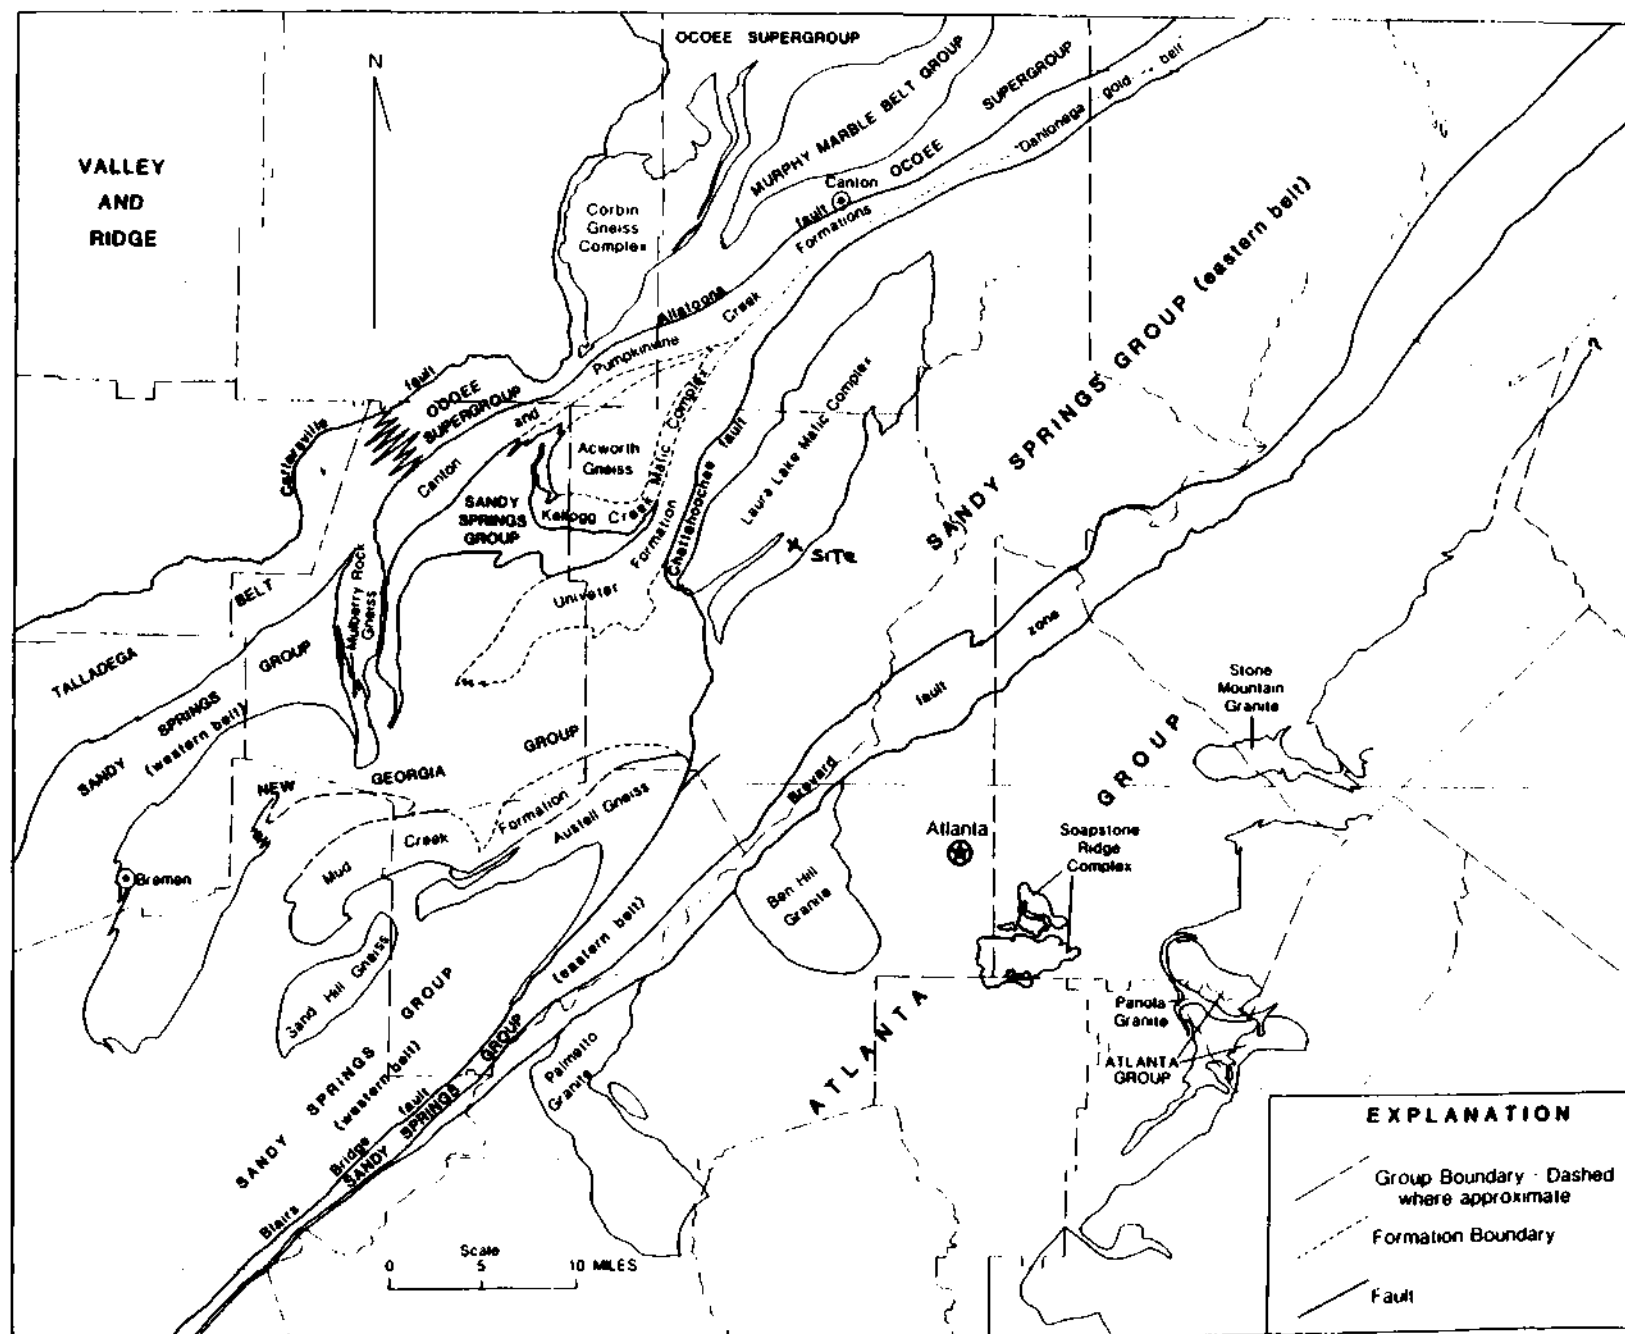 OCOEE SUPERGROUP
N
MURPHY MARBLE BELT GROUP
OCOEE SUPERGROUP
Dahlonega gold belt
VALLEY
AND
RIDGE
Canton
fault
Formations
Corbin
Gneiss
Complex
Allatoona
Creek
Pumpkinvine
and
Canton
SANDY SPRINGS GROUP (eastern belt)
Cartersville fault
OCOEE
SUPERGROUP
Acworth
Gneiss
Kellogg Creek Mafic Complex
Chattahoochee fault
Laura Lake Mafic Complex
SANDY
SPRINGS
GROUP
SITE
Univeter Formation
Mulberry Rock
Gneiss
TALLADEGA BELT
SANDY SPRINGS GROUP
(western belt)
NEW GEORGIA GROUP
Brevard fault zone
Stone
Mountain
Granite
Mud Creek Formation
Austell Gneiss
Atlanta
Soapstone
Ridge
Complex
Bremen
Ben Hill
Granite
Sand Hill Gneiss
ATLANTA GROUP
Panola
Granite
ATLANTA
GROUP
SANDY SPRINGS GROUP
(western belt)
SANDY SPRINGS GROUP
(eastern belt)
Blairs Bridge fault
Palmetto
Granite
Scale
0 5 10 MILES
EXPLANATION
Group Boundary - Dashed
where approximate
Formation Boundary
Fault